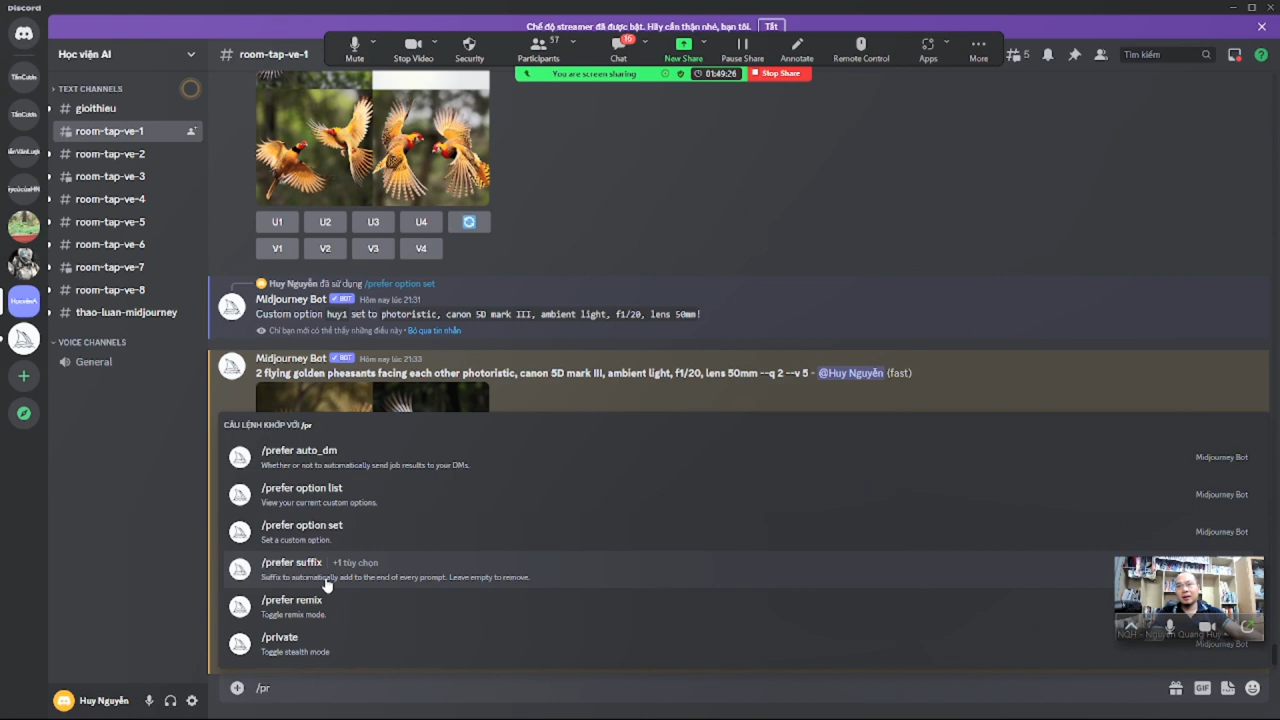 Discord
Chế độ streamer đã được bật. Hãy cẩn thận nhé, bạn tôi.
Tắt
Học viện AI
# room-tap-ve-1
Mute
Stop Video
Security
57
Participants
16
Chat
New Share
Pause Share
Annotate
Remote Control
Apps
More
5
Tìm kiếm
You are screen sharing
01:49:26
Stop Share
TEXT CHANNELS
# gioithieu
room-tap-ve-1
# room-tap-ve-2
room-tap-ve-3
# room-tap-ve-4
# room-tap-ve-5
# room-tap-ve-6
room-tap-ve-7
# room-tap-ve-8
# thao-luan-midjourney
VOICE CHANNELS
General
U1 U2 U3 U4
V1 V2 V3 V4
Huy Nguyễn đã sử dụng /prefer option set
Midjourney Bot ✓ BOT Hôm nay lúc 21:31
Custom option huy1 set to photoristic, canon 5D mark III, ambient light, f1/20, lens 50mm!
Chỉ bạn mới có thể thấy những điều này • Bỏ qua tin nhắn
Midjourney Bot ✓ BOT Hôm nay lúc 21:33
2 flying golden pheasants facing each other photoristic, canon 5D mark III, ambient light, f1/20, lens 50mm --q 2 --v 5 - @Huy Nguyễn (fast)
CÂU LỆNH KHỚP VỚI /pr
/prefer auto_dm
Whether or not to automatically send job results to your DMs.
Midjourney Bot
/prefer option list
View your current custom options.
Midjourney Bot
/prefer option set
Set a custom option.
Midjourney Bot
/prefer suffix +1 tùy chọn
Suffix to automatically add to the end of every prompt. Leave empty to remove.
/prefer remix
Toggle remix mode.
/private
Toggle stealth mode
Midjourney Bot
NQH - Nguyễn Quang Huy
Huy Nguyễn
/pr
GIF